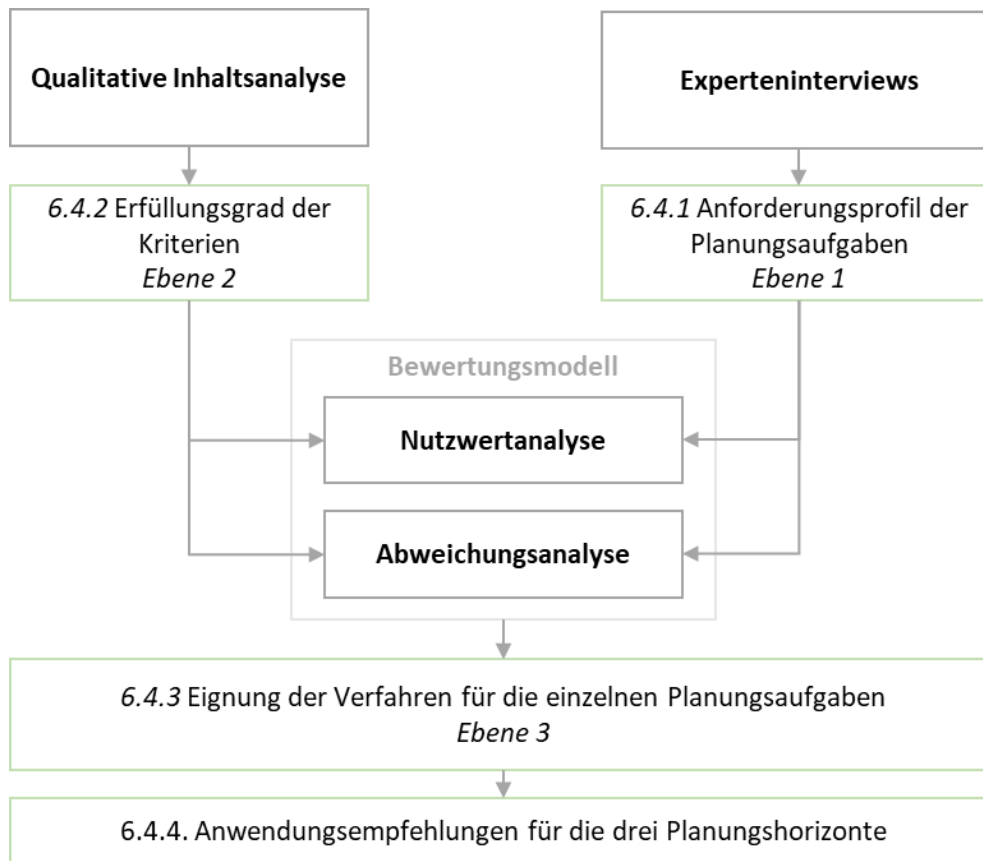 Qualitative Inhaltsanalyse
Experteninterviews
6.4.2 Erfüllungsgrad der
Kriterien
Ebene 2
6.4.1 Anforderungsprofil der
Planungsaufgaben
Ebene 1
Bewertungsmodell
Nutzwertanalyse
Abweichungsanalyse
6.4.3 Eignung der Verfahren für die einzelnen Planungsaufgaben
Ebene 3
6.4.4. Anwendungsempfehlungen für die drei Planungshorizonte